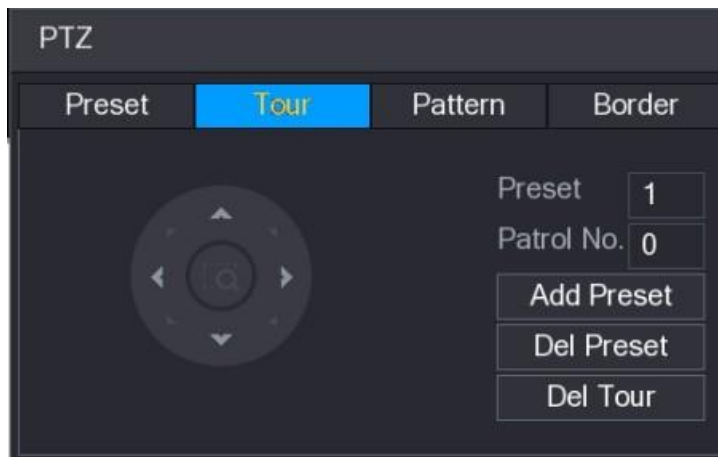 PTZ
Preset Tour Pattern Border
Preset 1
Patrol No. 0
Add Preset
Del Preset
Del Tour